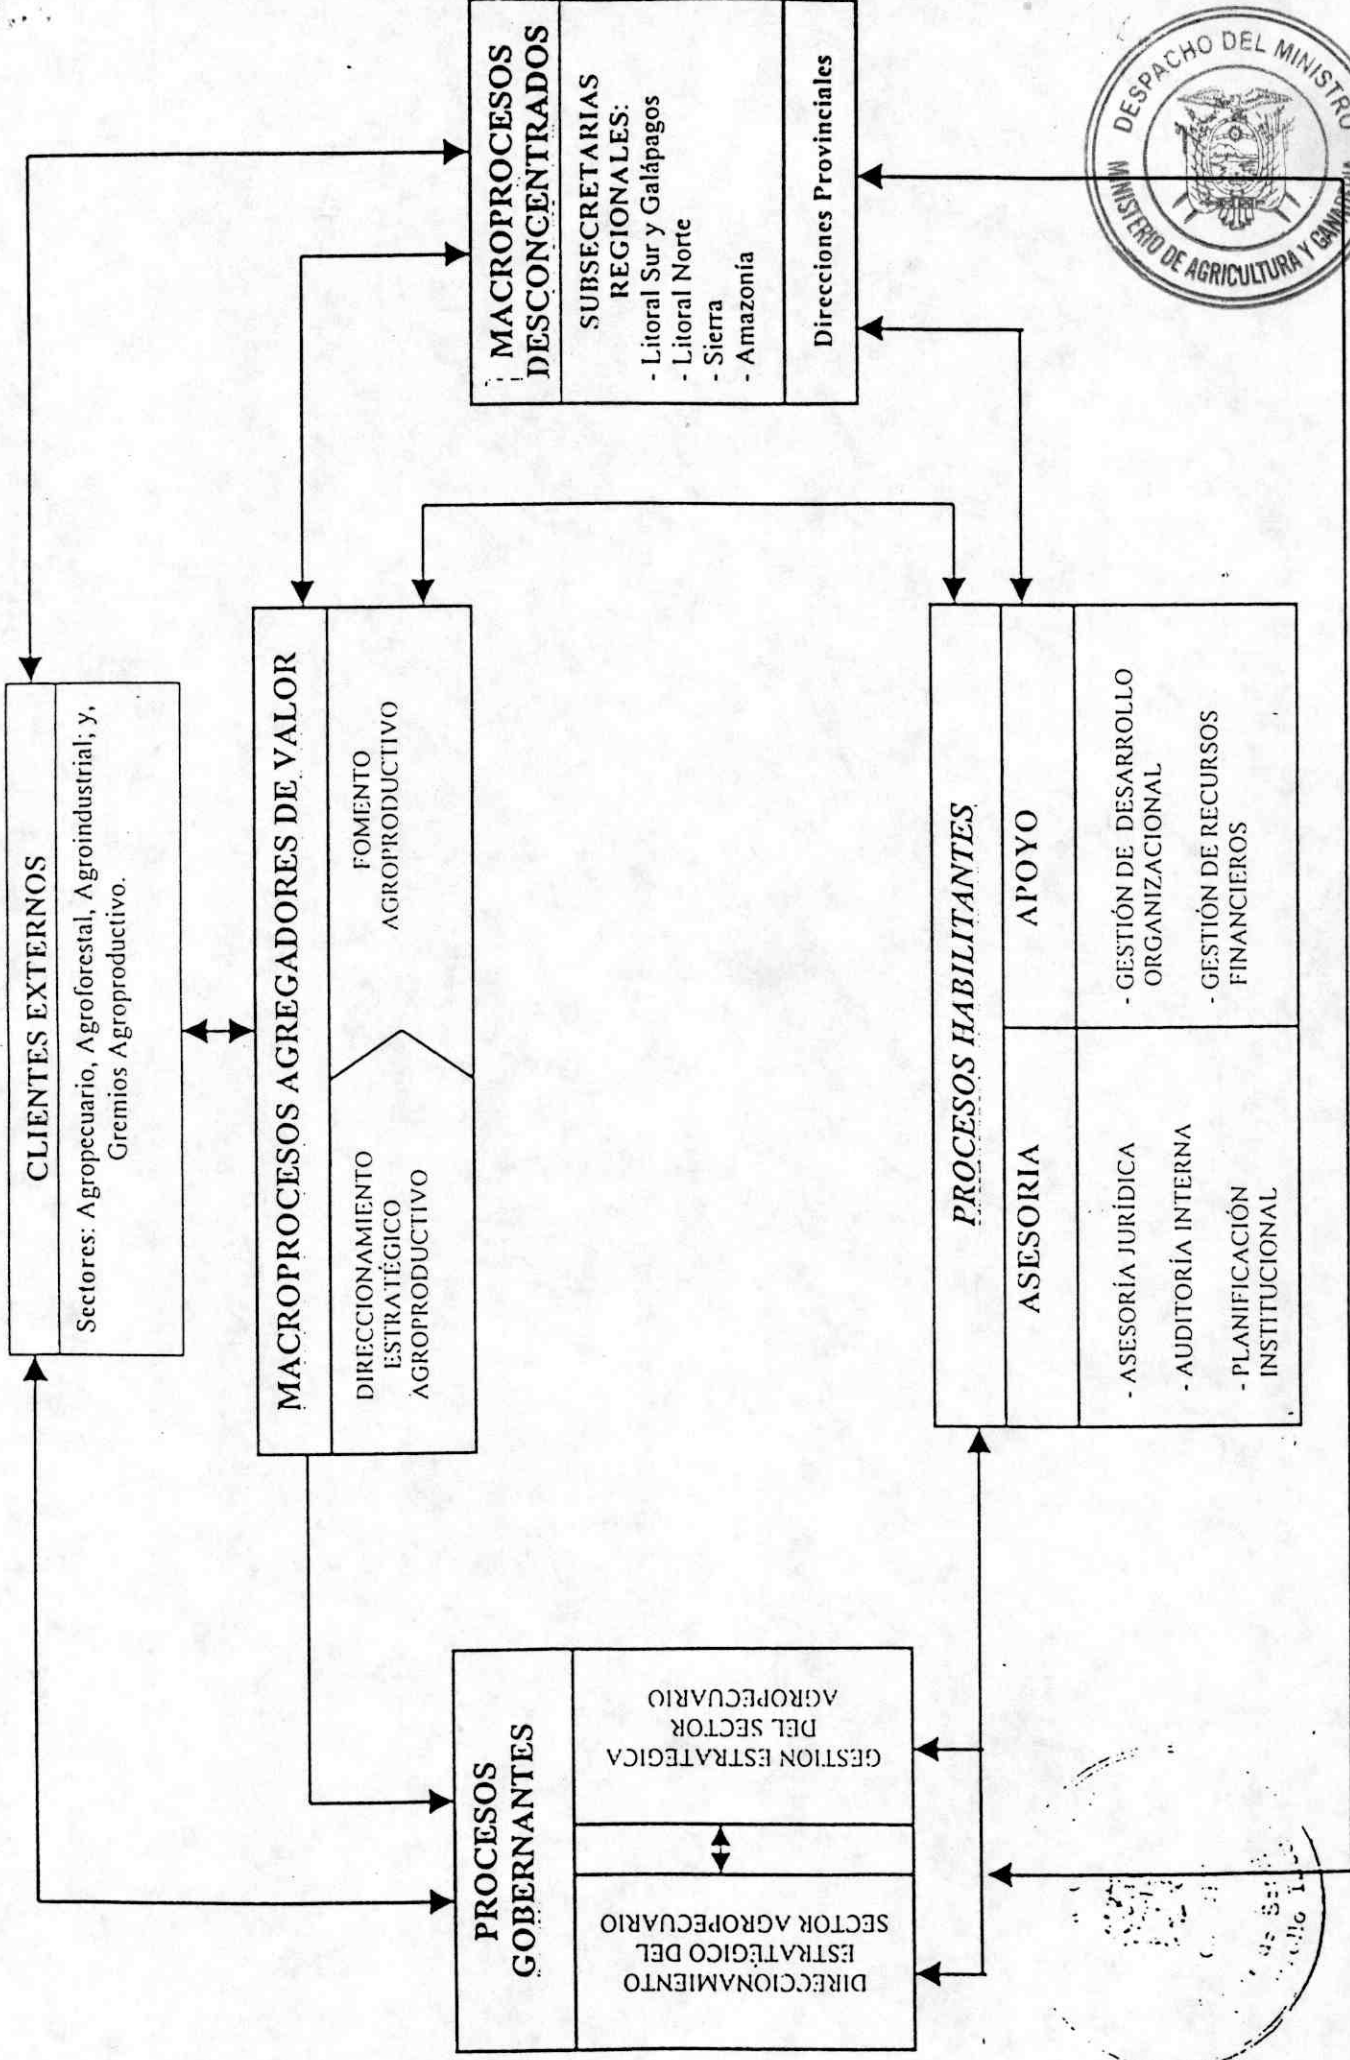 CLIENTES EXTERNOS
Sectores: Agropecuario, Agroforestal, Agroindustrial; y,
Gremios Agroproductivo.
MACROPROCESOS AGREGADORES DE VALOR
DIRECCIONAMIENTO
ESTRATÉGICO
AGROPRODUCTIVO
FOMENTO
AGROPRODUCTIVO
PROCESOS
GOBERNANTES
DIRECCIONAMIENTO
ESTRATÉGICO DEL
SECTOR AGROPECUARIO
GESTION ESTRATEGICA
DEL SECTOR
AGROPECUARIO
MACROPROCESOS
DESCONCENTRADOS
SUBSECRETARIAS
REGIONALES:
- Litoral Sur y Galápagos
- Litoral Norte
- Sierra
- Amazonía
Direcciones Provinciales
PROCESOS HABILITANTES
ASESORIA
- ASESORÍA JURÍDICA
- AUDITORÍA INTERNA
- PLANIFICACIÓN
INSTITUCIONAL
APOYO
- GESTIÓN DE DESARROLLO
ORGANIZACIONAL
- GESTIÓN DE RECURSOS
FINANCIEROS
DESPACHO DEL MINISTRO
MINISTERIO DE AGRICULTURA Y GANADERIA